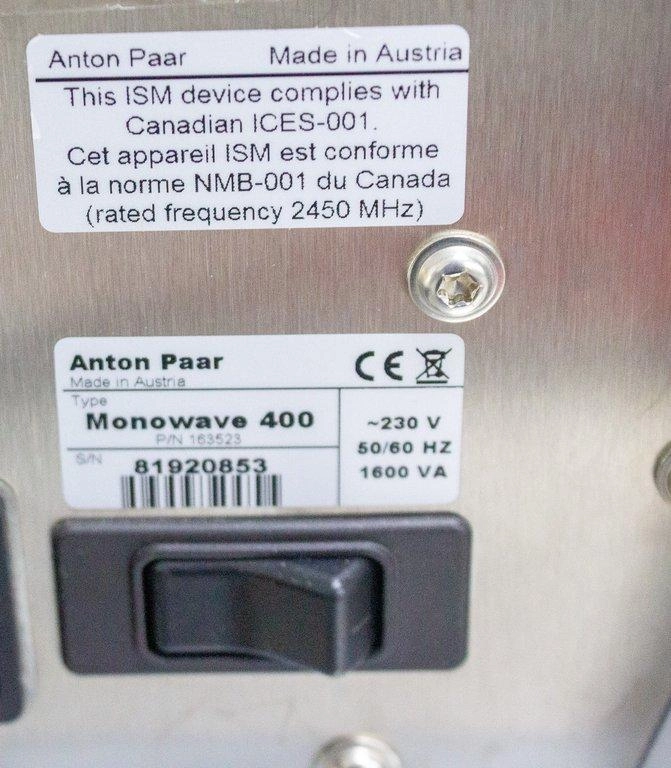 Anton Paar Made in Austria
This ISM device complies with
Canadian ICES-001.
Cet appareil ISM est conforme
à la norme NMB-001 du Canada
(rated frequency 2450 MHz)
Anton Paar CE
Made in Austria
Type
Monowave 400
P/N 163523
S/N 81920853
~230 V
50/60 HZ
1600 VA